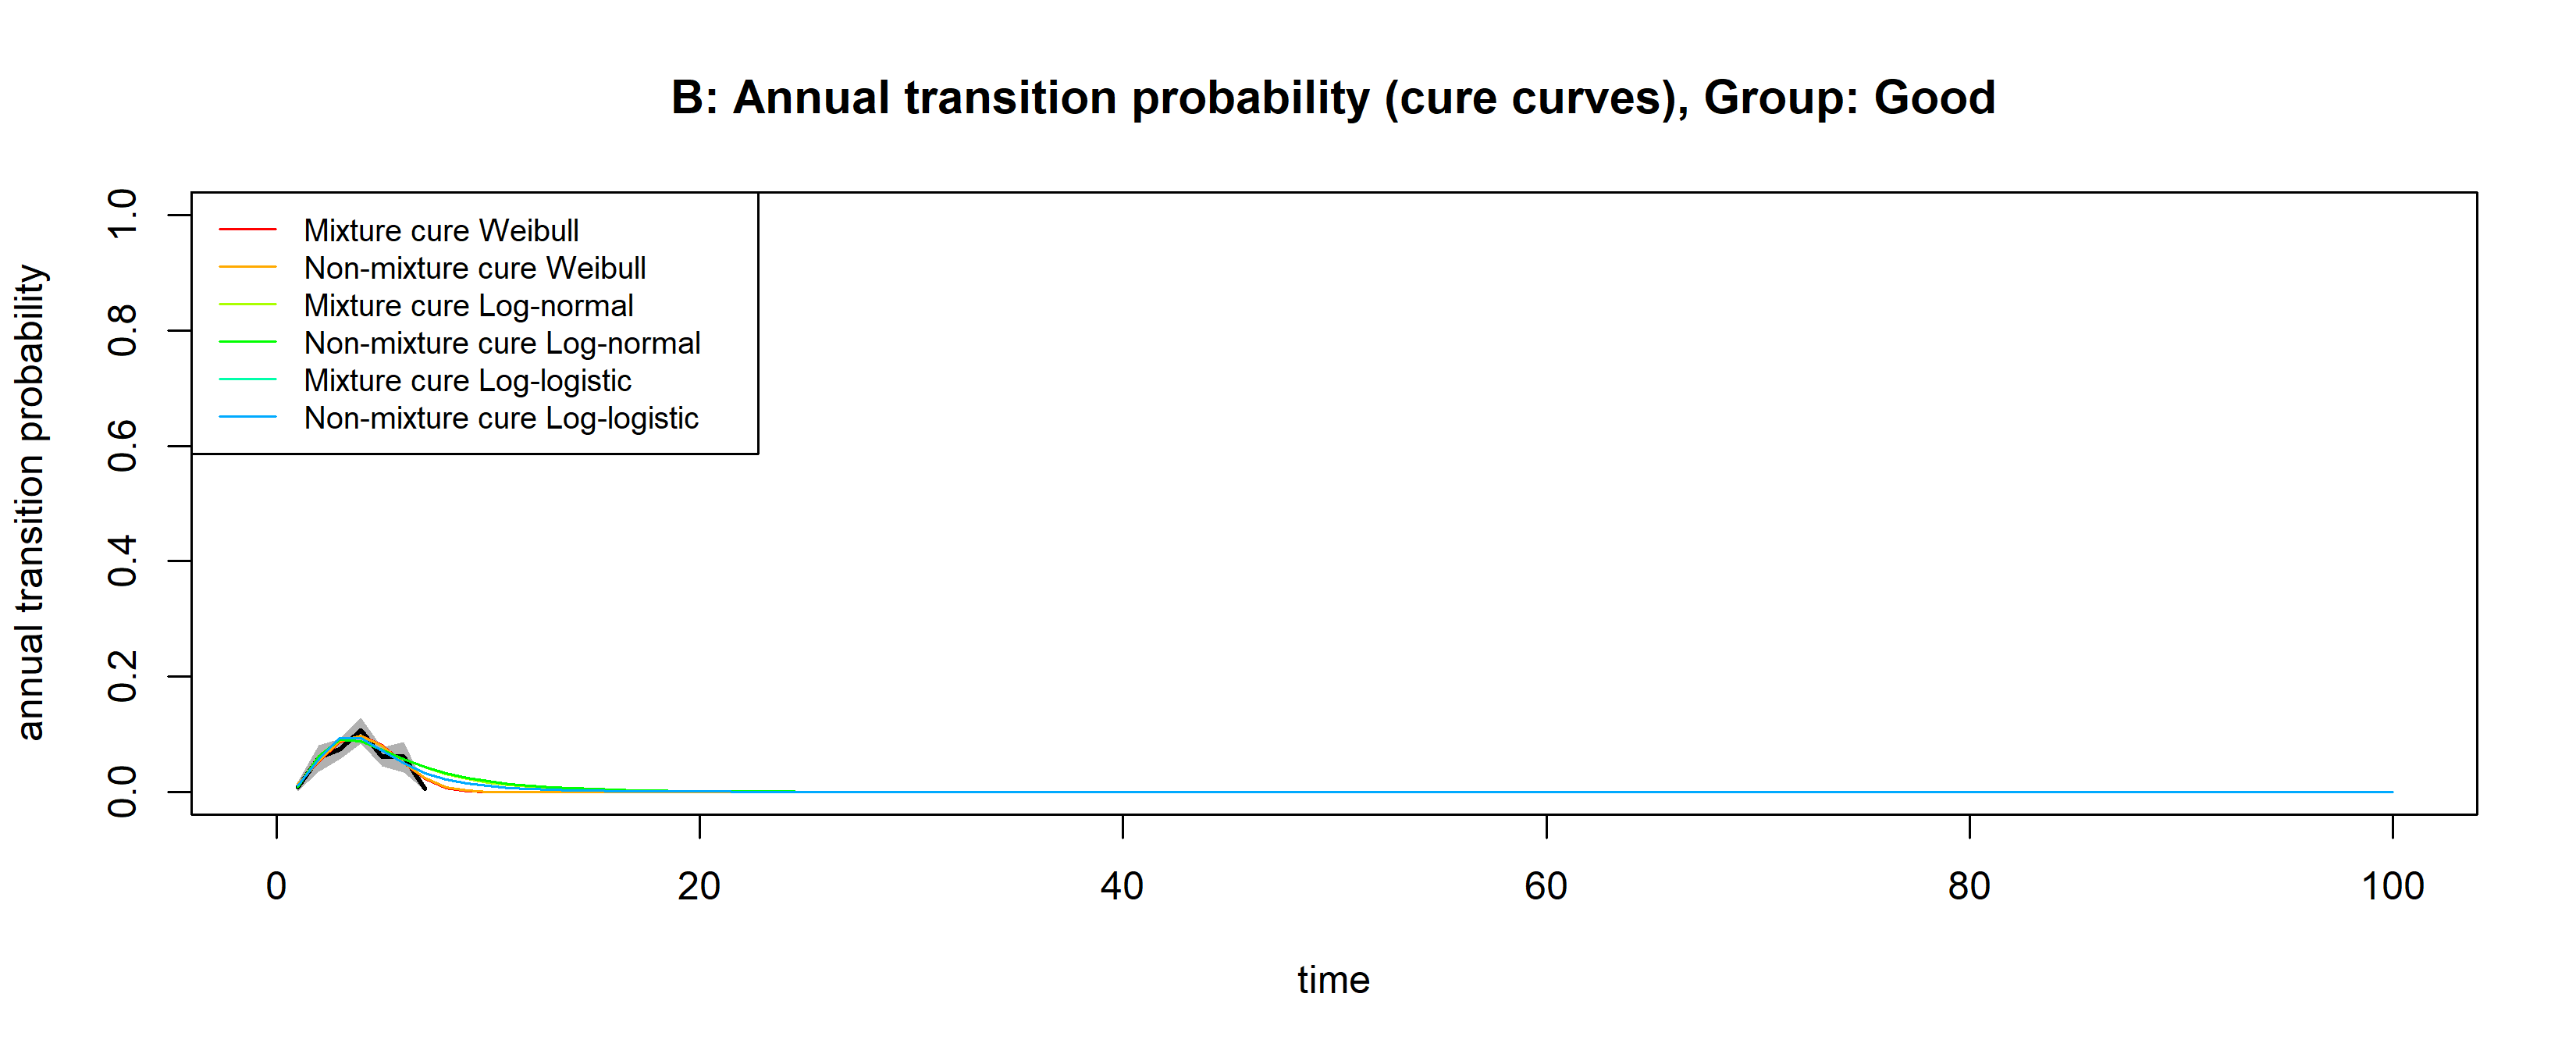 B: Annual transition probability (cure curves), Group: Good
annual transition probability
1.0
0.8
0.6
0.4
0.2
0.0
Mixture cure Weibull
Non-mixture cure Weibull
Mixture cure Log-normal
Non-mixture cure Log-normal
Mixture cure Log-logistic
Non-mixture cure Log-logistic
0 20 40 60 80 100
time